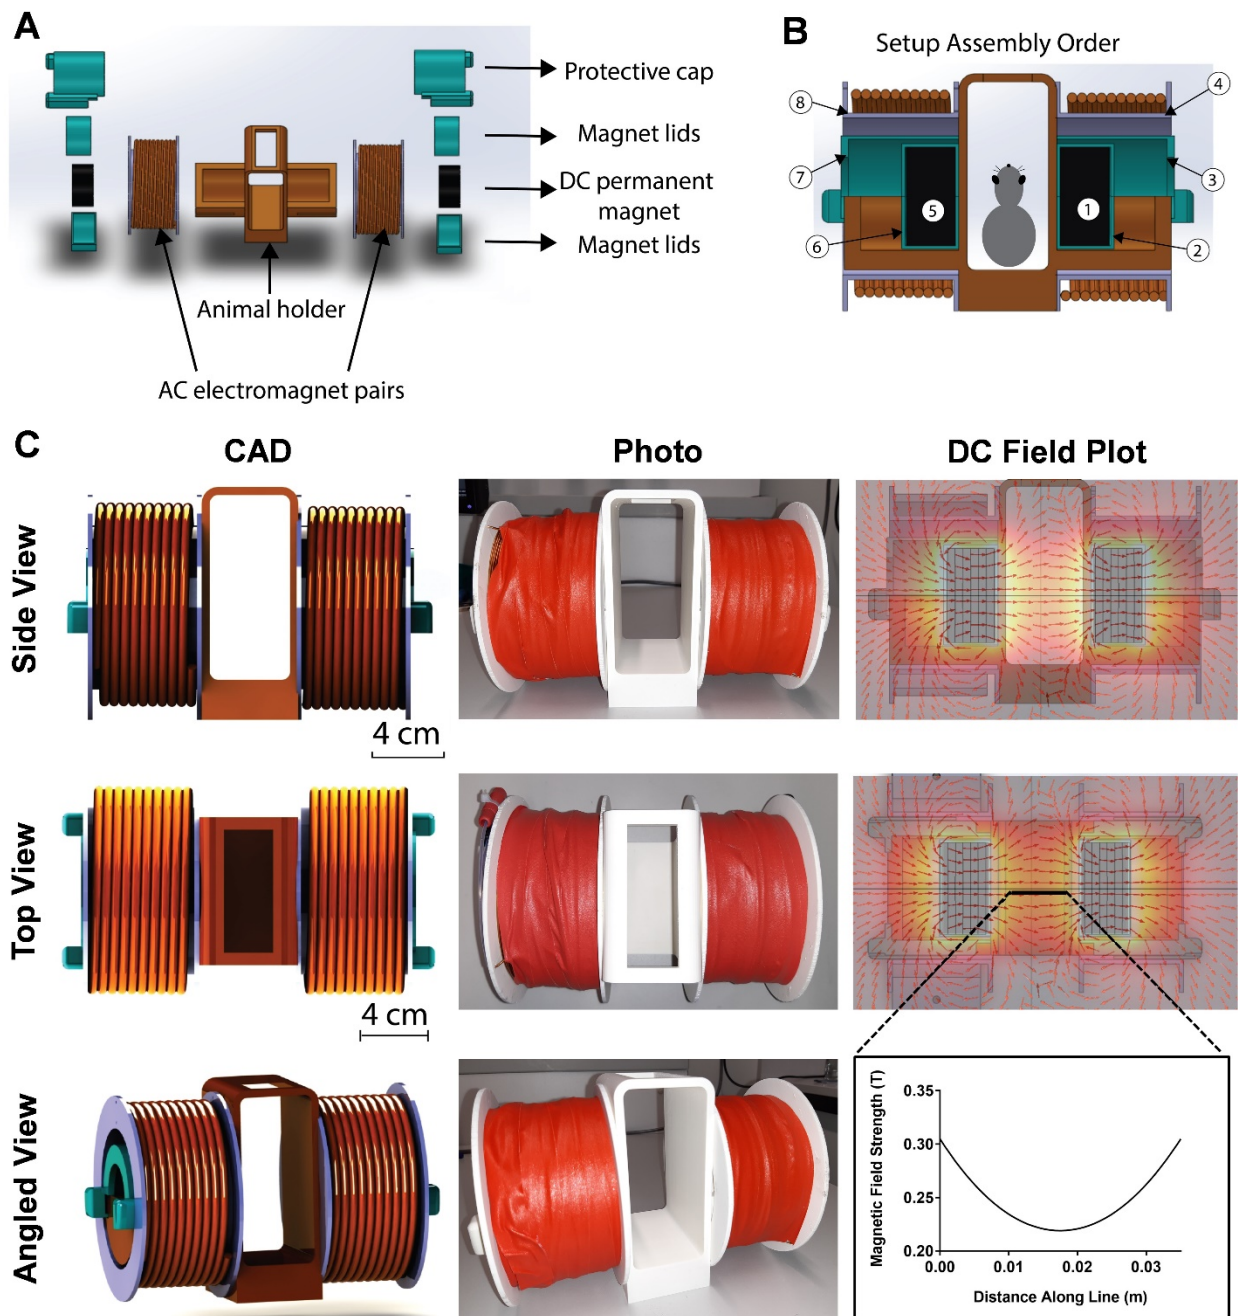 A
Protective cap
Magnet lids
DC permanent
magnet
Magnet lids
Animal holder
AC electromagnet pairs
B
Setup Assembly Order
8
4
7
3
5
1
6
2
C
CAD
Photo
DC Field Plot
Side View
4 cm
Top View
4 cm
Angled View
Magnetic Field Strength (T)
0.35
0.30
0.25
0.20
0.00
0.01
0.02
0.03
Distance Along Line (m)